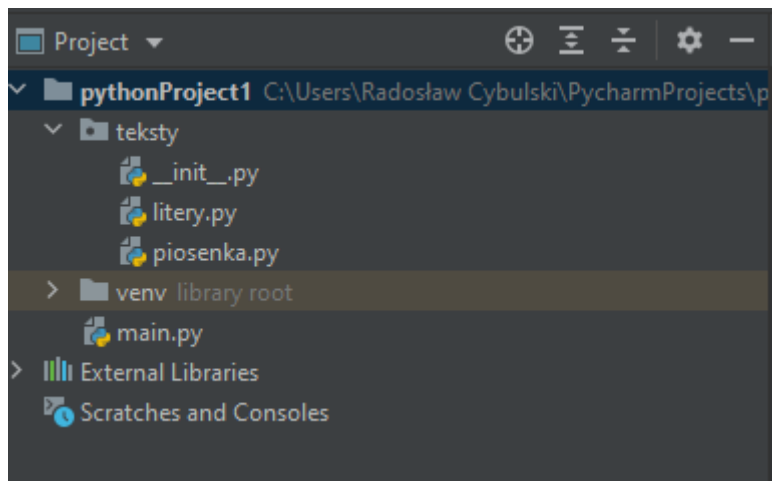 Project
pythonProject1 C:\Users\Radosław Cybulski\PycharmProjects\p
teksty
__init__.py
litery.py
piosenka.py
venv library root
main.py
External Libraries
Scratches and Consoles